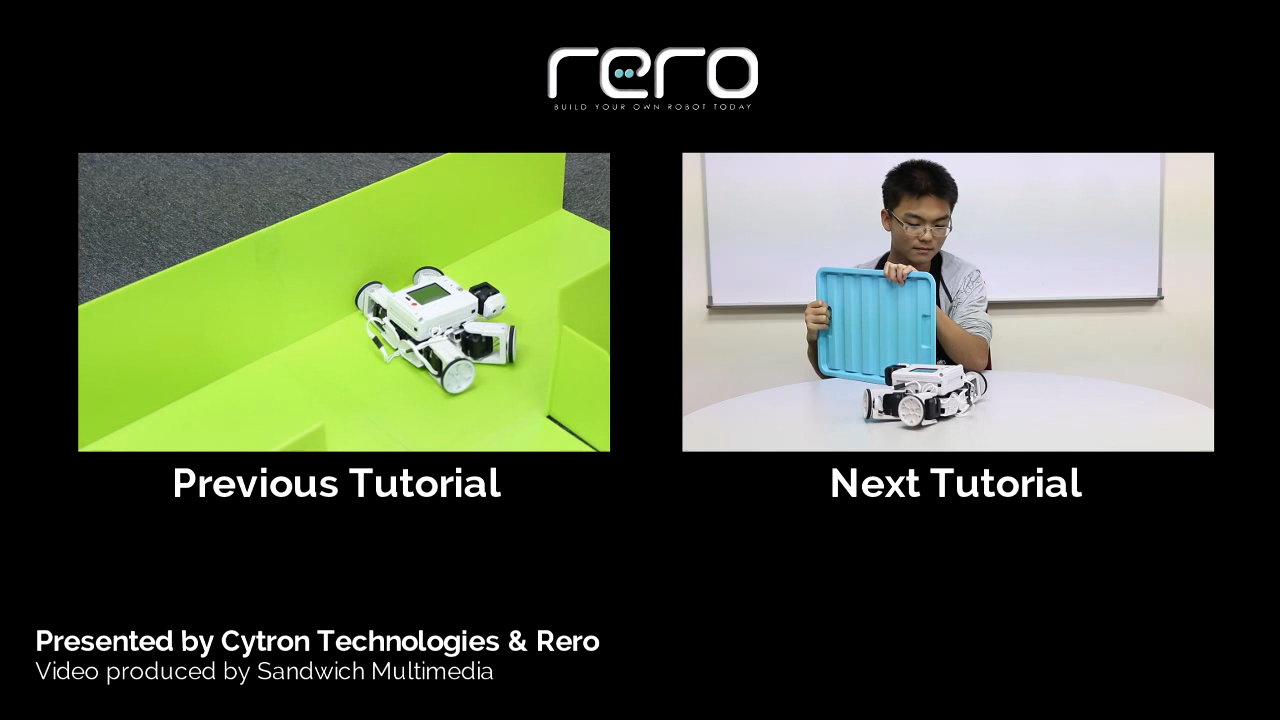 rero
BUILD YOUR OWN ROBOT TODAY
Previous Tutorial
Next Tutorial
Presented by Cytron Technologies & Rero
Video produced by Sandwich Multimedia